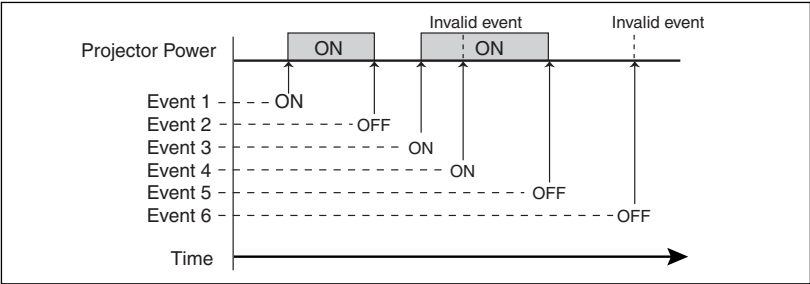 Invalid event Invalid event
Projector Power ON ON
Event 1 ON
Event 2 OFF
Event 3 ON
Event 4 ON
Event 5 OFF
Event 6 OFF
Time